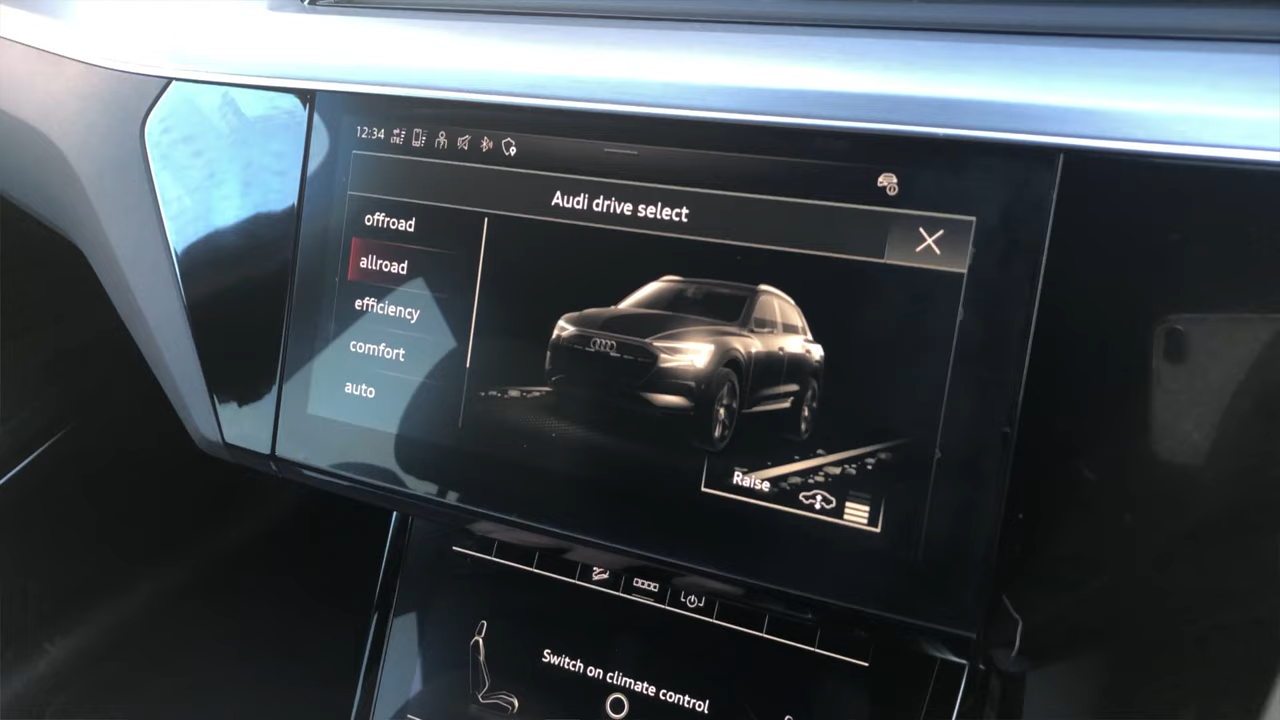 12:34
Audi drive select
offroad
allroad
efficiency
comfort
auto
Raise
Switch on climate control